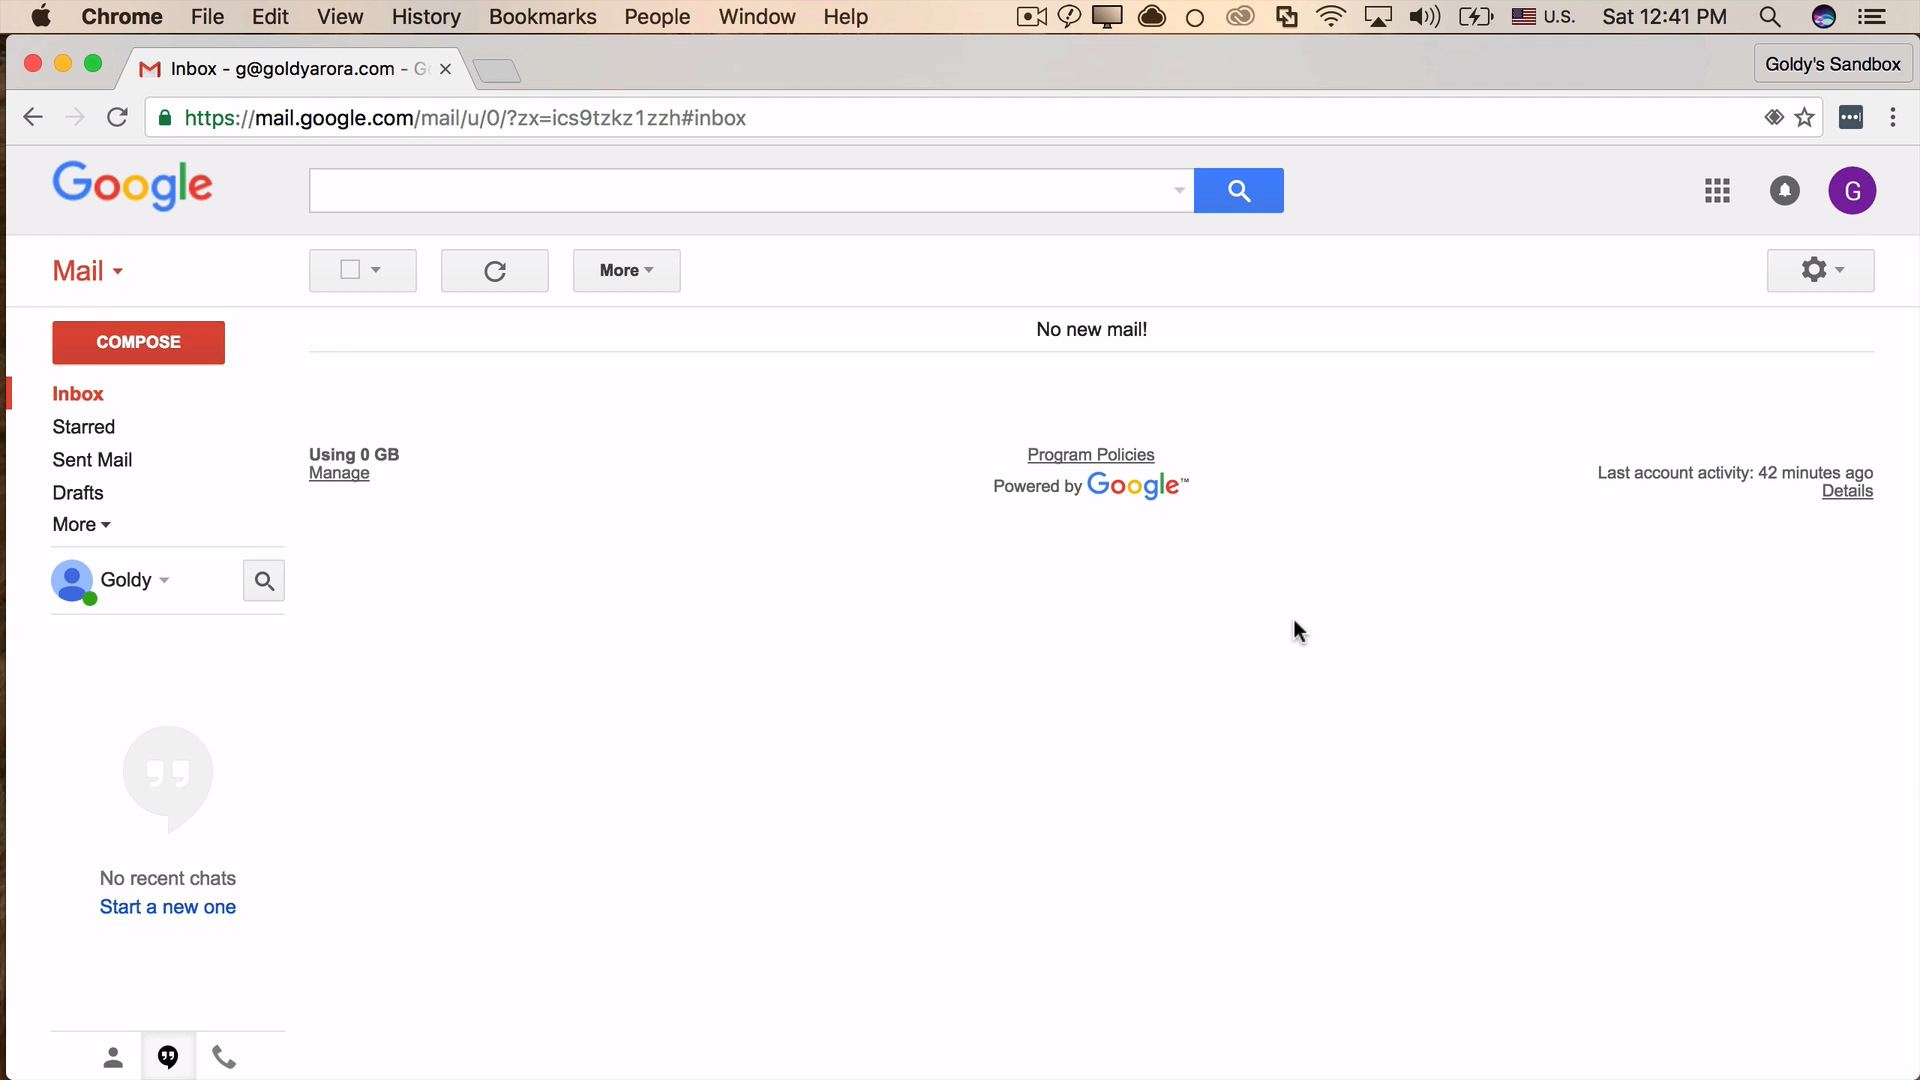 Chrome File Edit View History Bookmarks People Window Help U.S. Sat 12:41 PM
Inbox - g@goldyarora.com - G
Goldy's Sandbox
https://mail.google.com/mail/u/0/?zx=ics9tzkz1zzh#inbox
Google
G
Mail
More
COMPOSE
No new mail!
Inbox
Starred
Sent Mail
Drafts
More
Using 0 GB
Manage
Program Policies
Powered by Google™
Last account activity: 42 minutes ago
Details
Goldy
No recent chats
Start a new one